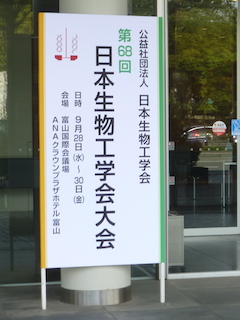 公益社団法人 日本生物工学会
第68回
日本生物工学会大会
日時 9月28日(水)～30日(金)
会場 富山国際会議場
ANAクラウンプラザホテル富山